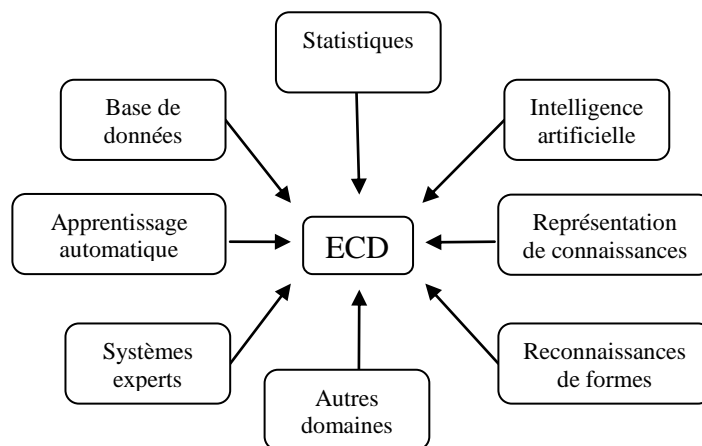 Statistiques
Base de
données
Intelligence
artificielle
Apprentissage
automatique
ECD
Représentation
de connaissances
Systèmes
experts
Autres
domaines
Reconnaissances
de formes